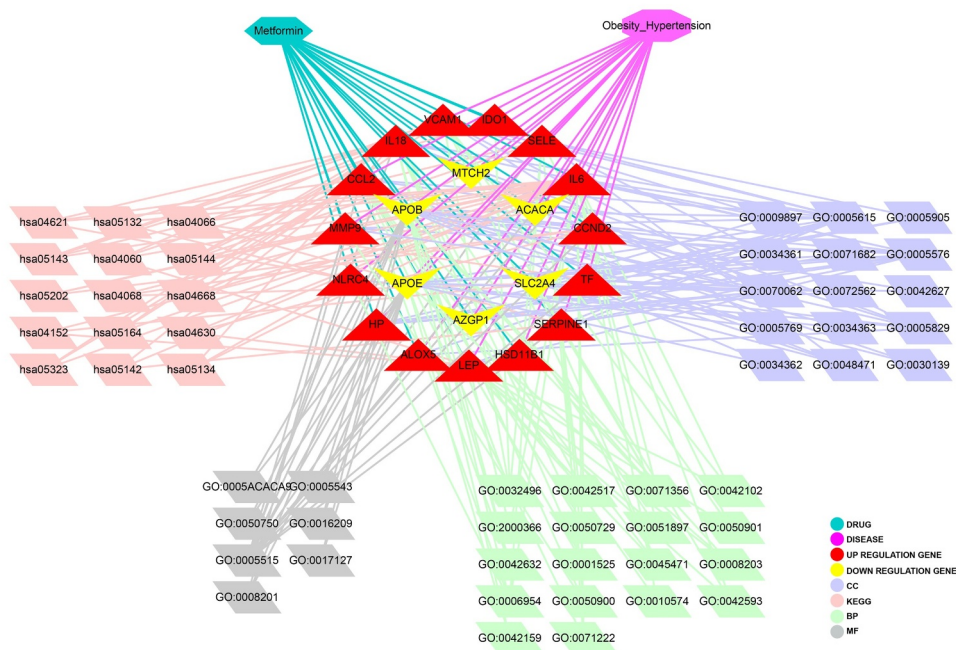 Metformin
Obesity_Hypertension
VCAM1
IDO1
IL18
SELE
MTCH2
CCL2
IL6
APOB
ACACA
MMP9
CCND2
NLRC4
APOE
SLC2A4
TF
HP
AZGP1
SERPINE1
ALOX5
LEP
HSD11B1
hsa04621 hsa05132 hsa04066
hsa05143 hsa04060 hsa05144
hsa05202 hsa04068 hsa04668
hsa04152 hsa05164 hsa04630
hsa05323 hsa05142 hsa05134
GO:0009897 GO:0005615 GO:0005905
GO:0034361 GO:0071682 GO:0005576
GO:0070062 GO:0072562 GO:0042627
GO:0005769 GO:0034363 GO:0005829
GO:0034362 GO:0048471 GO:0030139
GO:0005ACACA9 GO:0005543
GO:0050750 GO:0016209
GO:0005515 GO:0017127
GO:0008201
GO:0032496 GO:0042517 GO:0071356 GO:0042102
GO:2000366 GO:0050729 GO:0051897 GO:0050901
GO:0042632 GO:0001525 GO:0045471 GO:0008203
GO:0006954 GO:0050900 GO:0010574 GO:0042593
GO:0042159 GO:0071222
DRUG
DISEASE
UP REGULATION GENE
DOWN REGULATION GENE
CC
KEGG
BP
MF